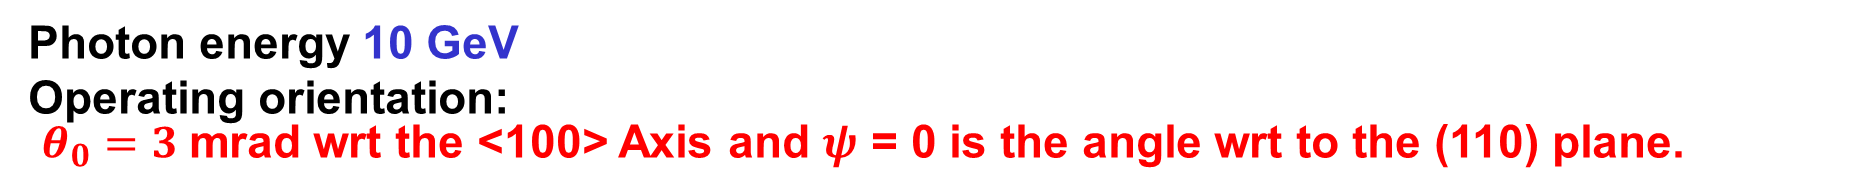 Photon energy 10 GeV
Operating orientation:
θ₀ = 3 mrad wrt the <100> Axis and ψ = 0 is the angle wrt to the (110) plane.